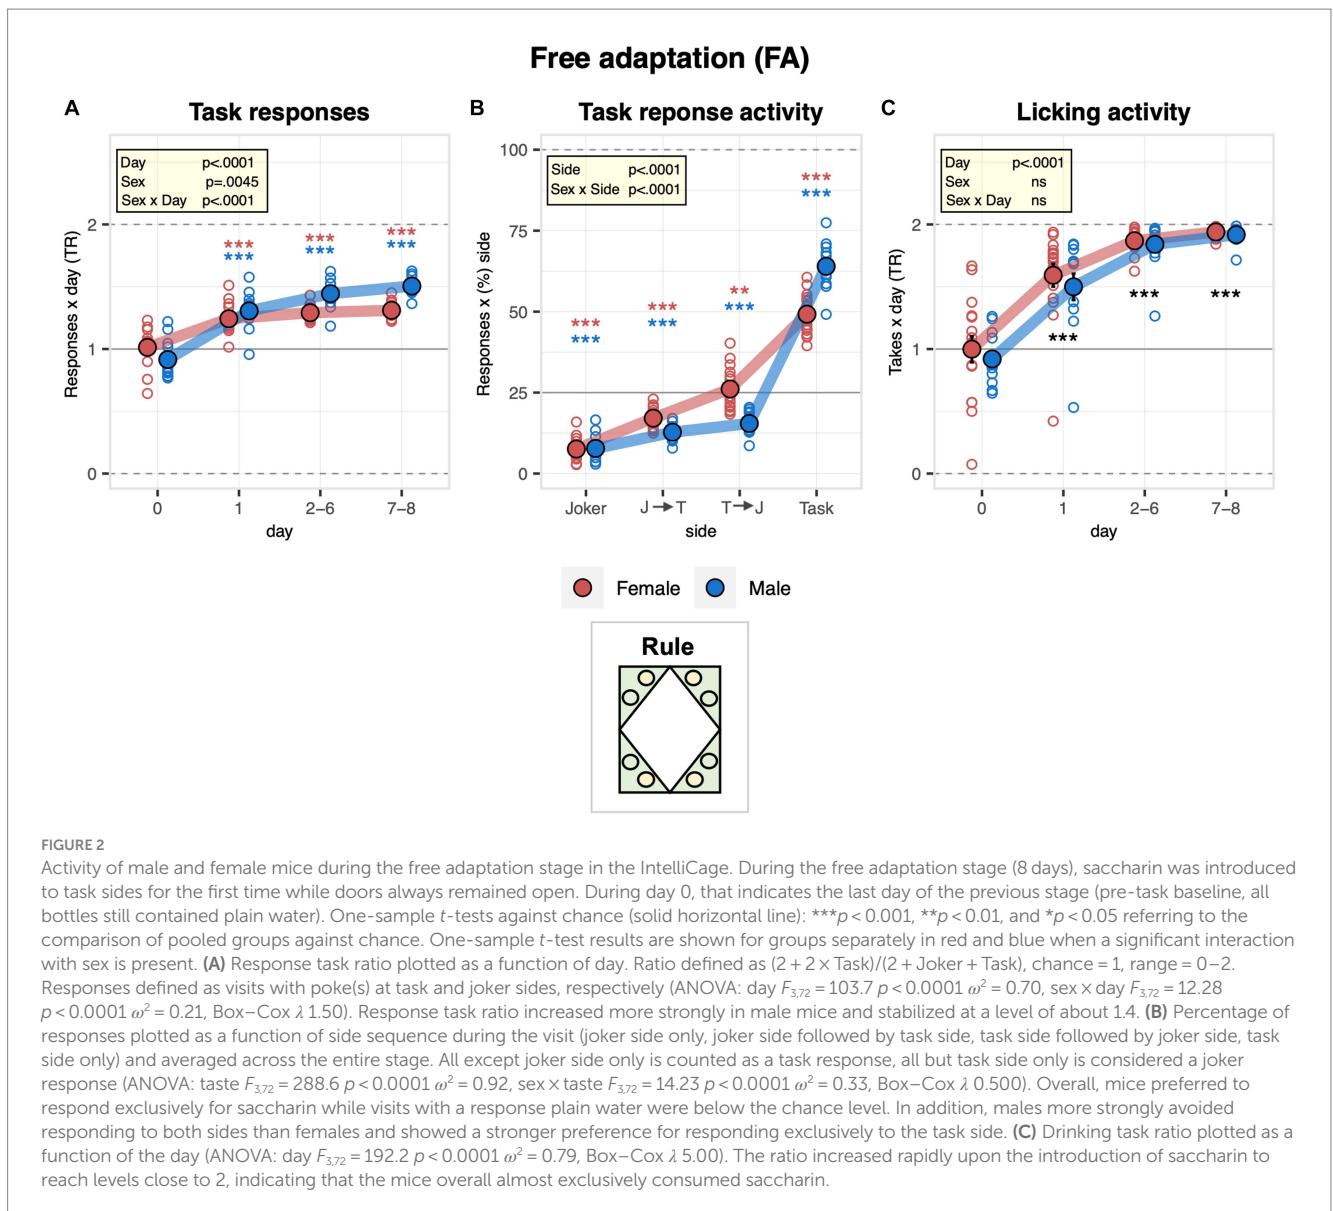 Free adaptation (FA)
A
Task responses
Responses x day (TR)
2
1
0
Day p<.0001
Sex p=.0045
Sex x Day p<.0001
***
***
***
***
***
***
0 1 2–6 7–8
day
B
Task reponse activity
Responses x (%) side
100
75
50
25
0
Side p<.0001
Sex x Side p<.0001
***
***
***
***
**
***
***
***
Joker J→T T→J Task
side
C
Licking activity
Takes x day (TR)
2
1
0
Day p<.0001
Sex ns
Sex x Day ns
***
***
***
0 1 2–6 7–8
day
Female Male
Rule
FIGURE 2
Activity of male and female mice during the free adaptation stage in the IntelliCage. During the free adaptation stage (8 days), saccharin was introduced
to task sides for the first time while doors always remained open. During day 0, that indicates the last day of the previous stage (pre-task baseline, all
bottles still contained plain water). One-sample t-tests against chance (solid horizontal line): ***p < 0.001, **p < 0.01, and *p < 0.05 referring to the
comparison of pooled groups against chance. One-sample t-test results are shown for groups separately in red and blue when a significant interaction
with sex is present. (A) Response task ratio plotted as a function of day. Ratio defined as (2 + 2 × Task)/(2 + Joker + Task), chance = 1, range = 0–2.
Responses defined as visits with poke(s) at task and joker sides, respectively (ANOVA: day F3,72 = 103.7 p < 0.0001 ω² = 0.70, sex × day F3,72 = 12.28
p < 0.0001 ω² = 0.21, Box–Cox λ 1.50). Response task ratio increased more strongly in male mice and stabilized at a level of about 1.4. (B) Percentage of
responses plotted as a function of side sequence during the visit (joker side only, joker side followed by task side, task side followed by joker side, task
side only) and averaged across the entire stage. All except joker side only is counted as a task response, all but task side only is considered a joker
response (ANOVA: taste F3,72 = 288.6 p < 0.0001 ω² = 0.92, sex × taste F3,72 = 14.23 p < 0.0001 ω² = 0.33, Box–Cox λ 0.500). Overall, mice preferred to
respond exclusively for saccharin while visits with a response plain water were below the chance level. In addition, males more strongly avoided
responding to both sides than females and showed a stronger preference for responding exclusively to the task side. (C) Drinking task ratio plotted as a
function of the day (ANOVA: day F3,72 = 192.2 p < 0.0001 ω² = 0.79, Box–Cox λ 5.00). The ratio increased rapidly upon the introduction of saccharin to
reach levels close to 2, indicating that the mice overall almost exclusively consumed saccharin.